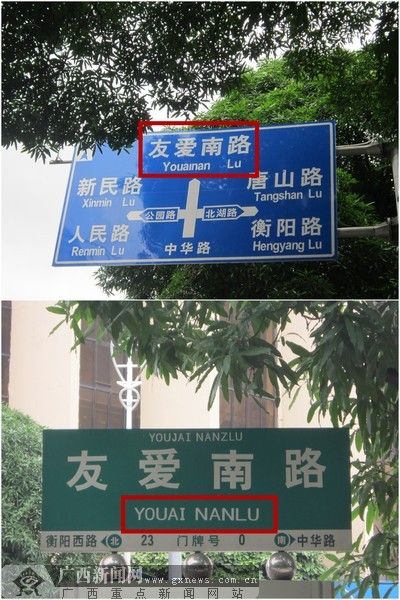 友爱南路
Youainan Lu
新民路
Xinmin Lu
唐山路
Tangshan Lu
公园路
北湖路
人民路
Renmin Lu
衡阳路
Hengyang Lu
中华路
YOUJAI NANZLU
友爱南路
YOUAI NANLU
衡阳西路 北 23 门牌号 0 南 中华路
广西新闻网
www.gxnews.com.cn
广西重点新闻网站